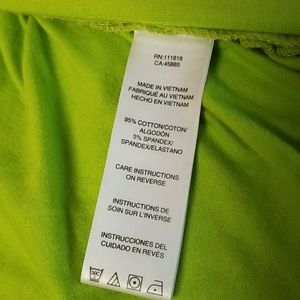 RN:111818
CA:45885
MADE IN VIETNAM
FABRIQUÉ AU VIETNAM
HECHO EN VIETNAM
95% COTTON/COTON/
ALGODÓN
5% SPANDEX/
SPANDEX/ELASTANO
CARE INSTRUCTIONS
ON REVERSE
INSTRUCTIONS DE
SOIN SUR L'INVERSE
INSTRUCCIONES DEL
CUIDADO EN REVÉS